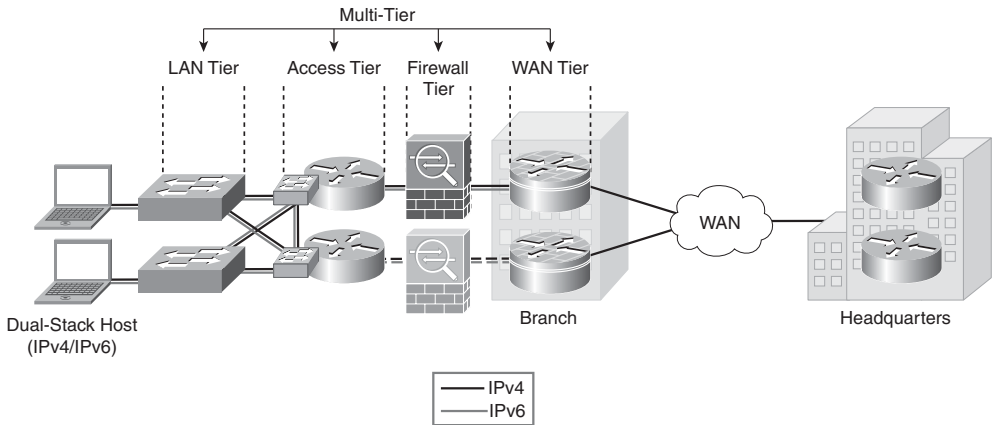 Multi-Tier
LAN Tier
Access Tier
Firewall
Tier
WAN Tier
WAN
Dual-Stack Host
(IPv4/IPv6)
Branch
Headquarters
IPv4
IPv6